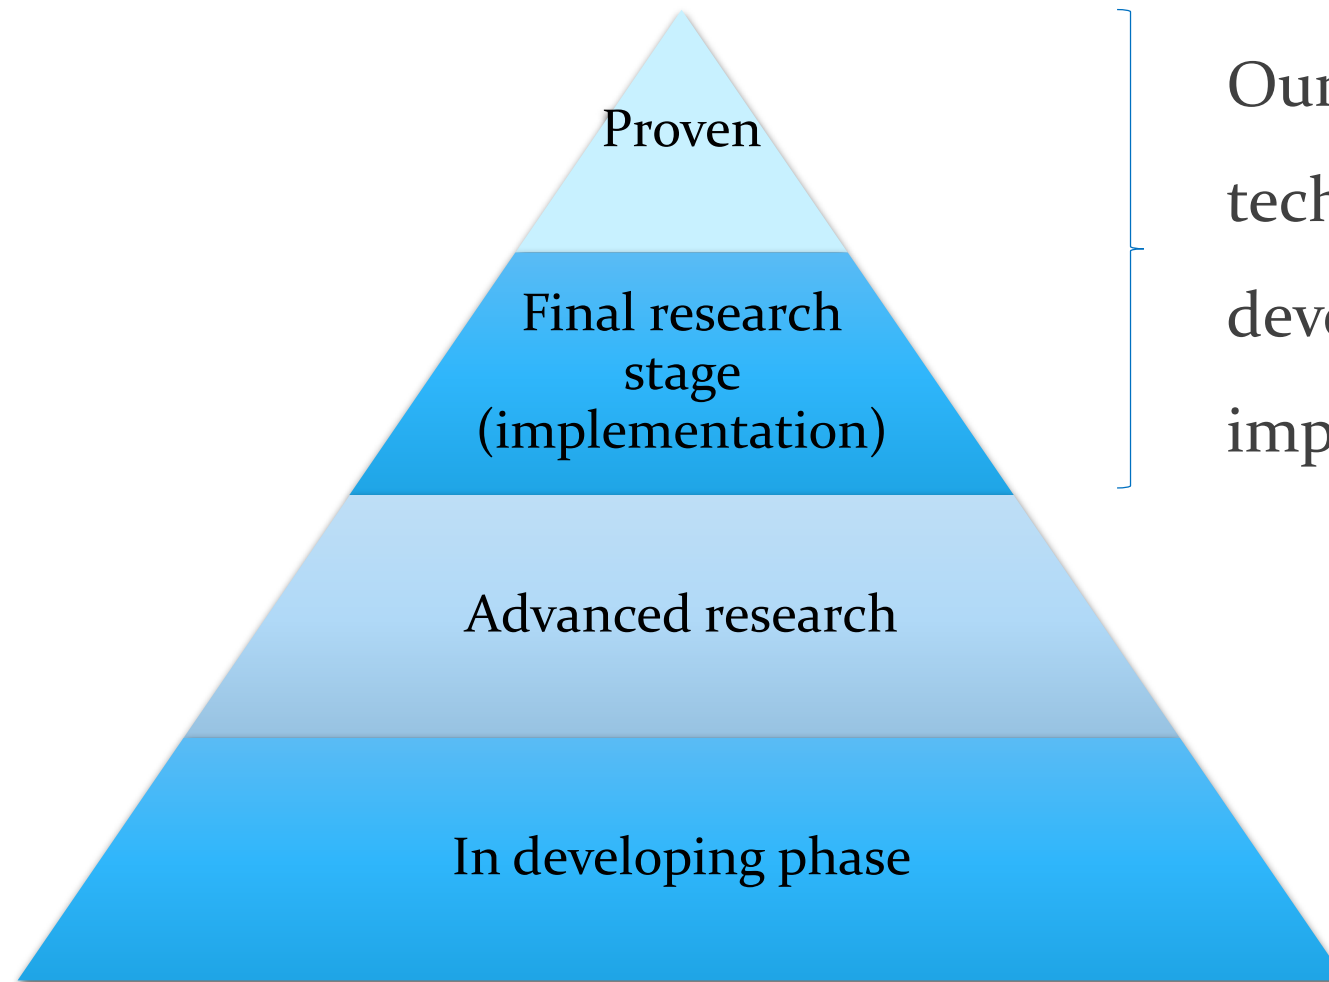 Proven
Final research
stage
(implementation)
Advanced research
In developing phase